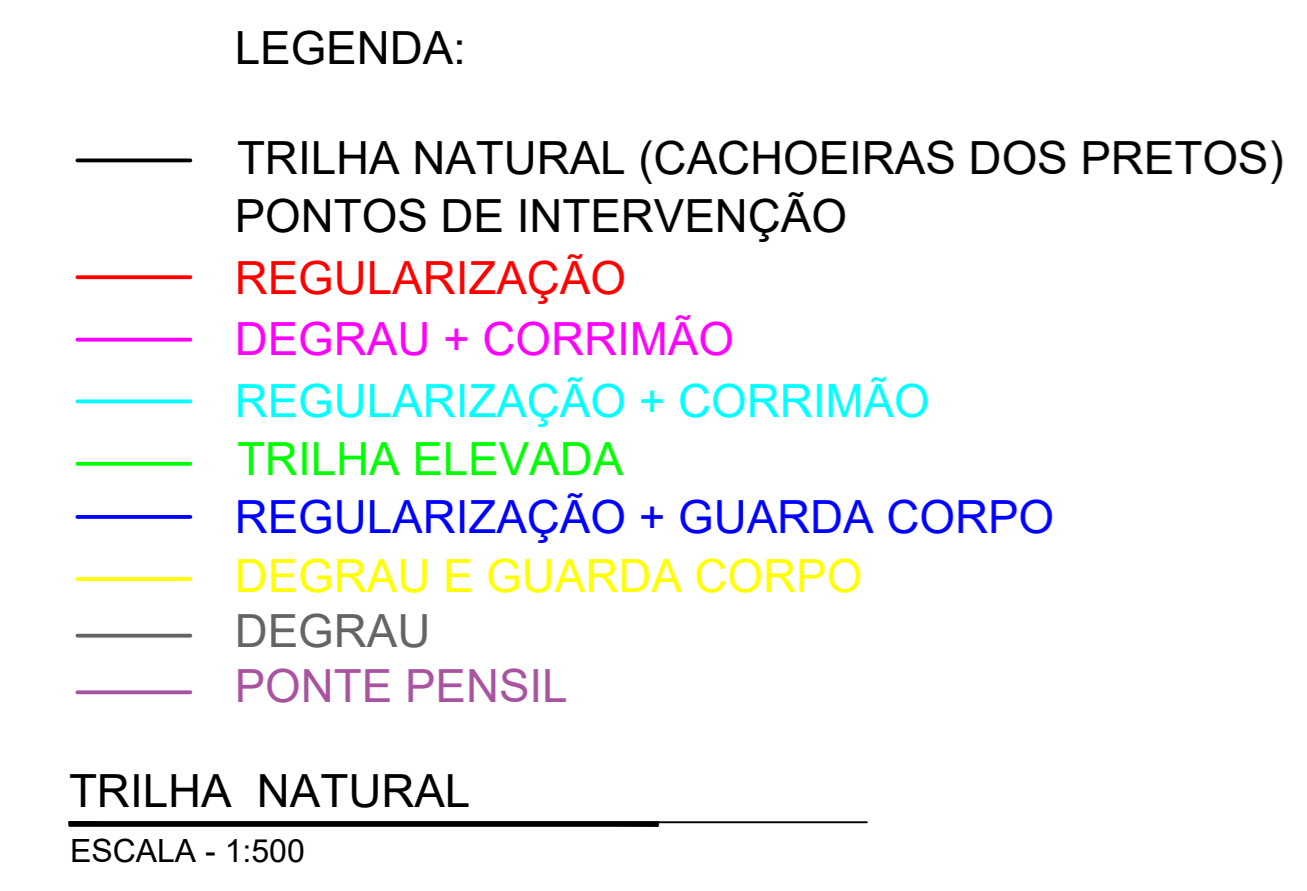 LEGENDA:
TRILHA NATURAL (CACHOEIRAS DOS PRETOS)
PONTOS DE INTERVENÇÃO
REGULARIZAÇÃO
DEGRAU + CORRIMÃO
REGULARIZAÇÃO + CORRIMÃO
TRILHA ELEVADA
REGULARIZAÇÃO + GUARDA CORPO
DEGRAU E GUARDA CORPO
DEGRAU
PONTE PENSIL
TRILHA NATURAL
ESCALA - 1:500